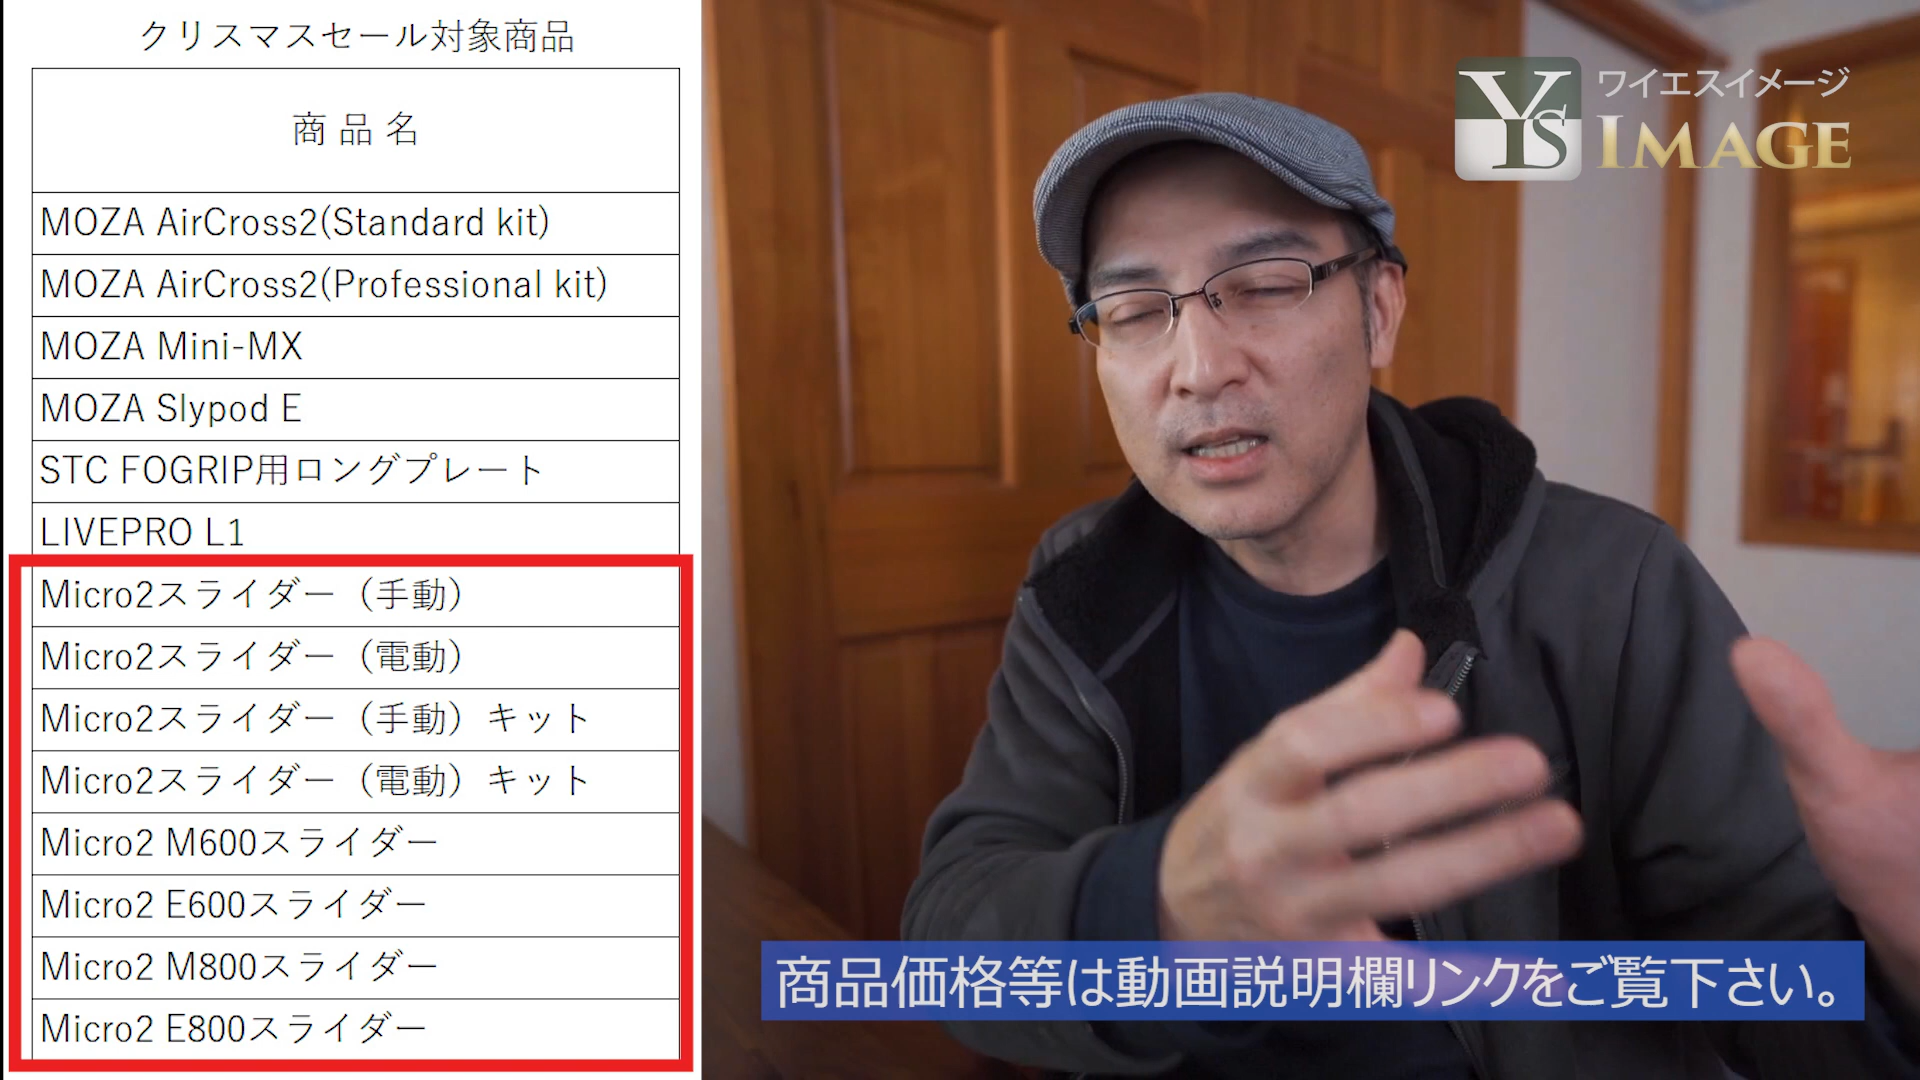 クリスマスセール対象商品
商品名
MOZA AirCross2(Standard kit)
MOZA AirCross2(Professional kit)
MOZA Mini-MX
MOZA Slypod E
STC FOGRIP用ロングプレート
LIVEPRO L1
Micro2スライダー（手動）
Micro2スライダー（電動）
Micro2スライダー（手動）キット
Micro2スライダー（電動）キット
Micro2 M600スライダー
Micro2 E600スライダー
Micro2 M800スライダー
Micro2 E800スライダー
YIS
ワイエスイメージ
IMAGE
商品価格等は動画説明欄リンクをご覧下さい。